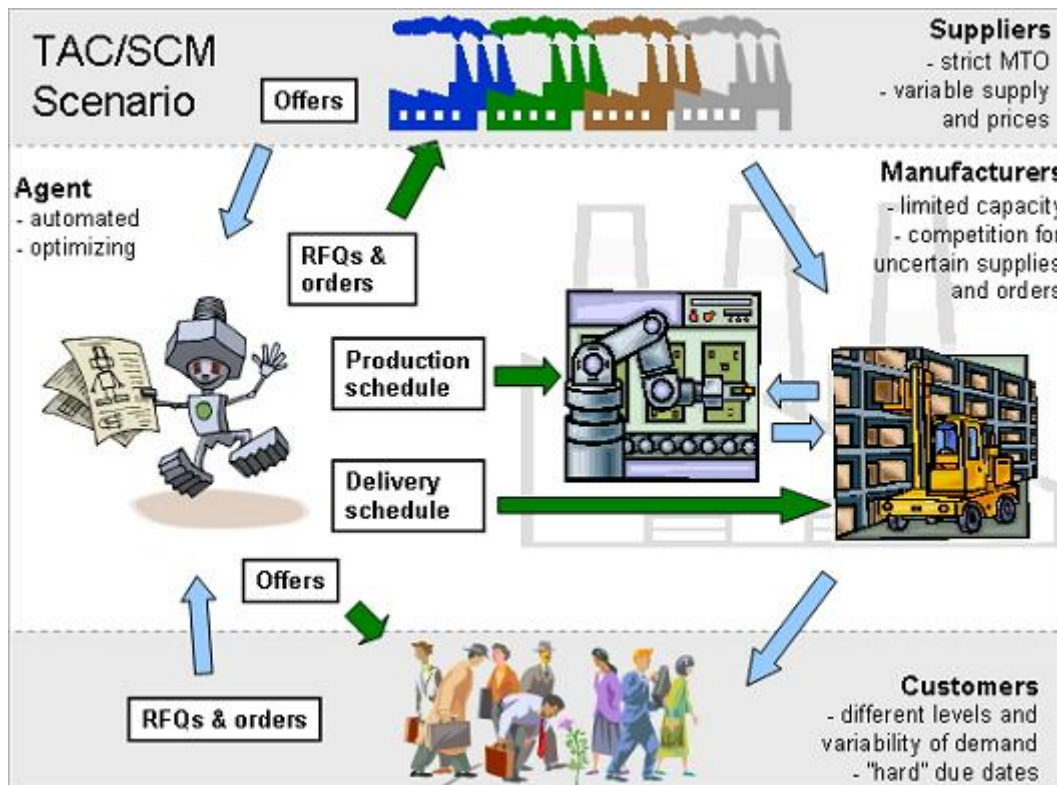 TAC/SCM
Scenario
Offers
Suppliers
- strict MTO
- variable supply
and prices
Agent
- automated
- optimizing
RFQs &
orders
Manufacturers
- limited capacity
- competition for
uncertain supplies
and orders
Production
schedule
Delivery
schedule
Offers
RFQs & orders
Customers
- different levels and
variability of demand
- "hard" due dates